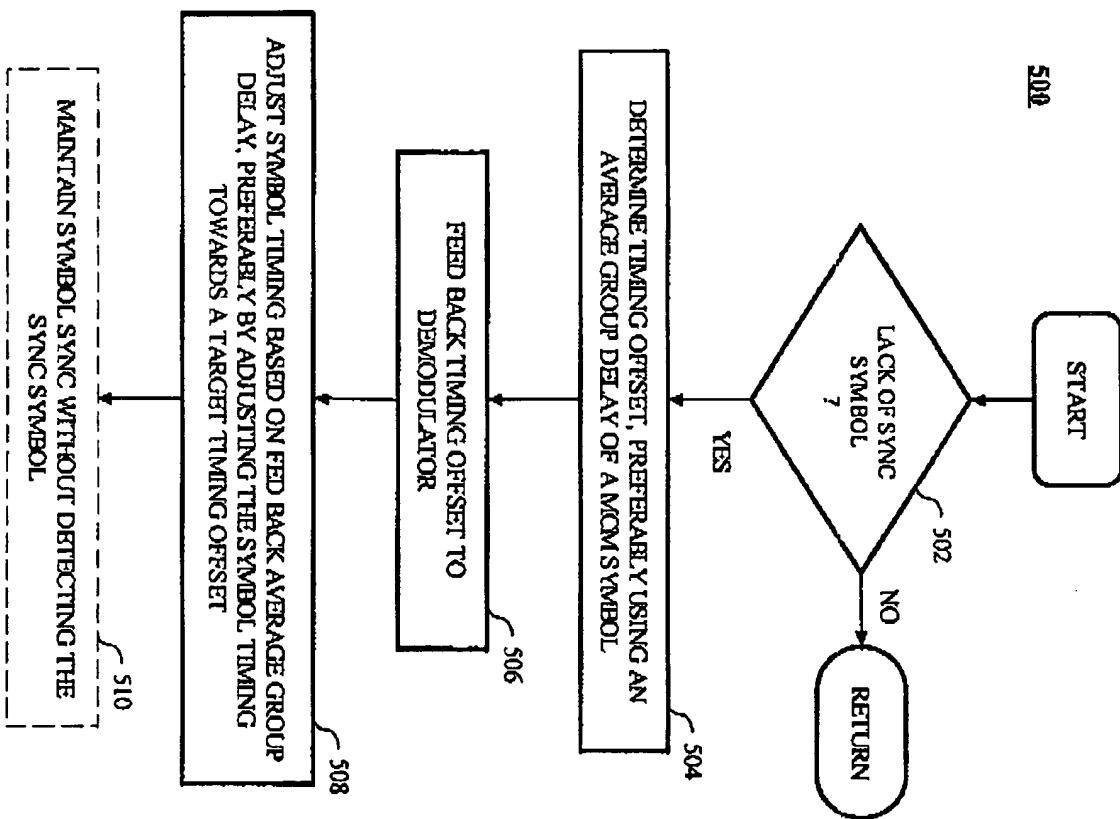 500
START
LACK OF SYNC
SYMBOL
?
502
NO
RETURN
YES
DETERMINE TIMING OFFSET, PREFERABLY USING AN
AVERAGE GROUP DELAY OF A MCM SYMBOL
504
FEED BACK TIMING OFFSET TO
DEMODULATOR
506
ADJUST SYMBOL TIMING BASED ON FED BACK AVERAGE GROUP
DELAY, PREFERABLY BY ADJUSTING THE SYMBOL TIMING
TOWARDS A TARGET TIMING OFFSET
508
MAINTAIN SYMBOL SYNC WITHOUT DETECTING THE
SYNC SYMBOL
510